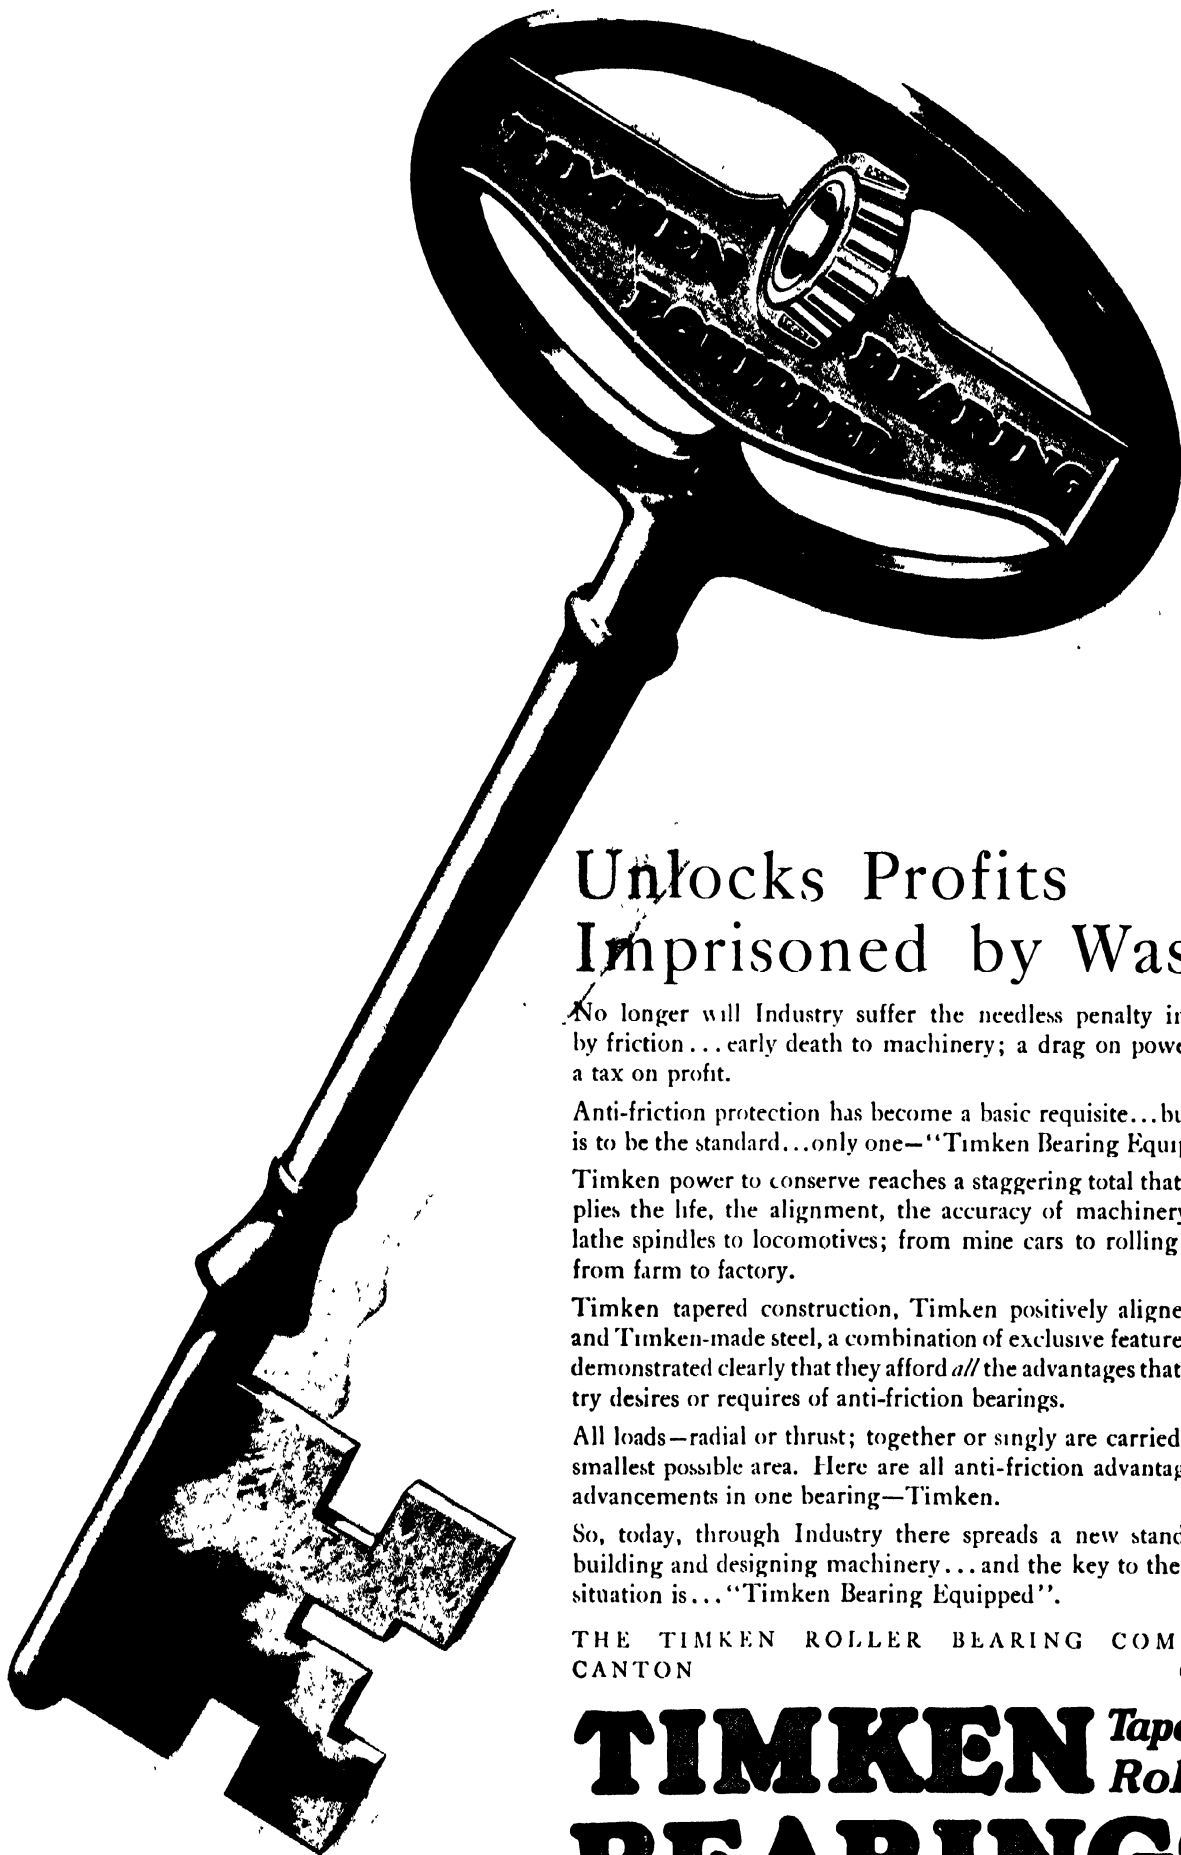 TIMKEN BEARING
EQUIPPED
Unlocks Profits
Imprisoned by Was
No longer will Industry suffer the needless penalty in
by friction...early death to machinery; a drag on powe
a tax on profit.
Anti-friction protection has become a basic requisite...bu
is to be the standard...only one—"Timken Bearing Equip
Timken power to conserve reaches a staggering total that
plies the life, the alignment, the accuracy of machinery
lathe spindles to locomotives; from mine cars to rolling
from farm to factory.
Timken tapered construction, Timken positively aligne
and Timken-made steel, a combination of exclusive feature
demonstrated clearly that they afford all the advantages that
try desires or requires of anti-friction bearings.
All loads—radial or thrust; together or singly are carried
smallest possible area. Here are all anti-friction advantag
advancements in one bearing—Timken.
So, today, through Industry there spreads a new stand
building and designing machinery...and the key to the
situation is..."Timken Bearing Equipped".
THE TIMKEN ROLLER BEARING COM
CANTON
TIMKEN Tape
Rol
BEARINGS